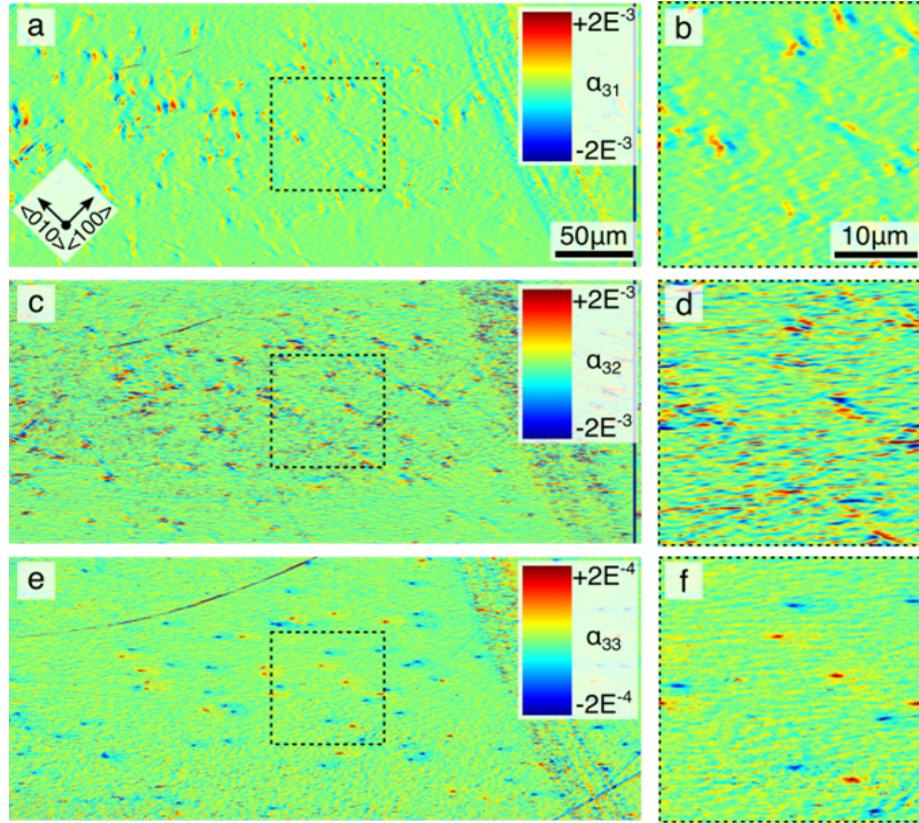 a
+2E⁻³
α₃₁
-2E⁻³
<010>
<100>
50μm
b
10μm
c
+2E⁻³
α₃₂
-2E⁻³
d
e
+2E⁻⁴
α₃₃
-2E⁻⁴
f